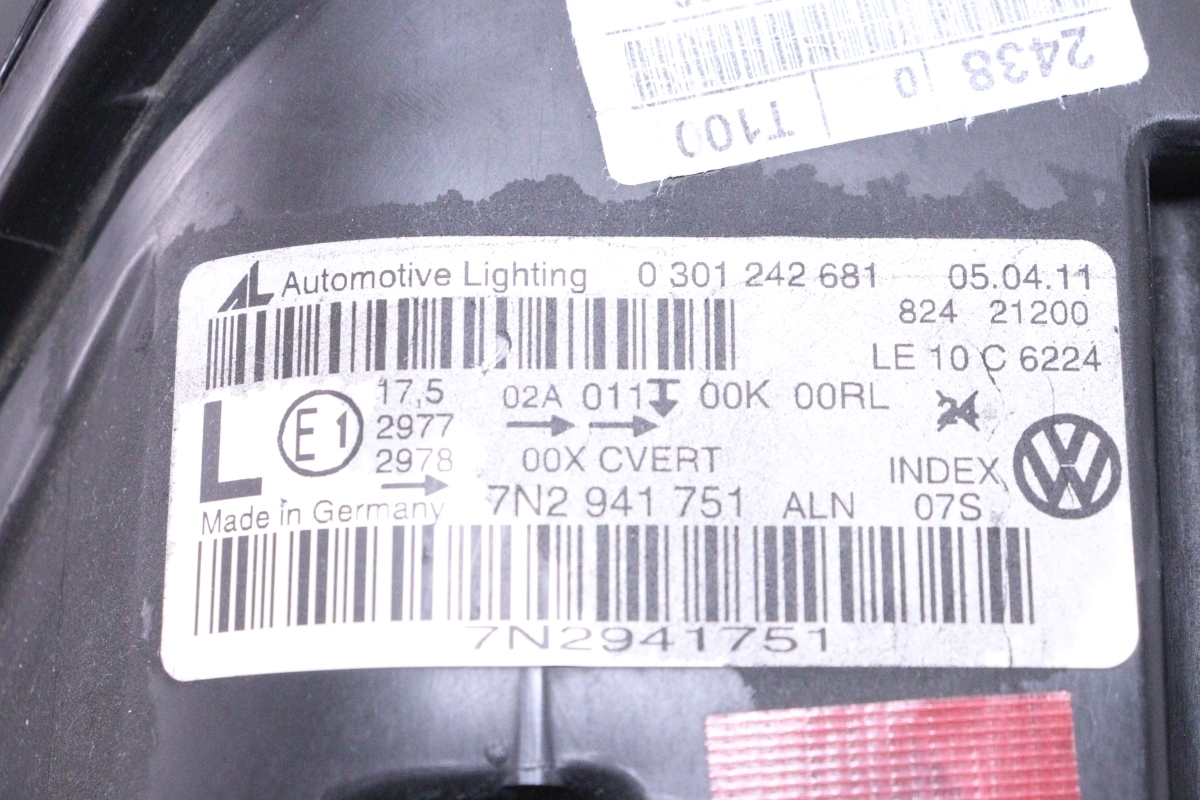 2438 0
T100
AL Automotive Lighting 0 301 242 681 05.04.11
824 21200
LE 10 C 6224
17,5 02A 011 00K 00RL 24
L E1 2977
2978 00X CVERT INDEX
Made in Germany 7N2 941 751 ALN 07S
7N2941751